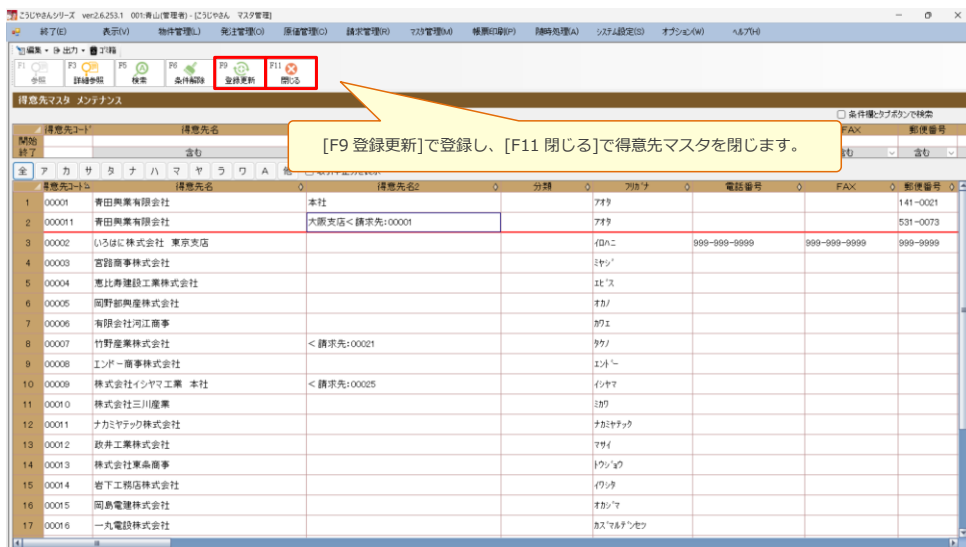 こうじやさんシリーズ ver.2.6.253.1 001:青山(管理者) - [こうじやさん マスタ管理]
終了(E) 表示(V) 物件管理(L) 発注管理(O) 原価管理(C) 請求管理(R) マスタ管理(M) 帳票印刷(P) 随時処理(A) システム設定(S) オプション(W) ヘルプ(H)
編集 出力 ゴミ箱
F1 参照 F3 詳細参照 F5 検索 F6 条件解除 F9 登録更新 F11 閉じる
得意先マスタ メンテナンス
条件欄とタブボタンで検索
得意先コード 得意先名 FAX 郵便番号
開始
終了 含む 含む 含む
[F9 登録更新]で登録し、[F11 閉じる]で得意先マスタを閉じます。
全 ア カ サ タ ナ ハ マ ヤ ラ ワ A 他
得意先コード 得意先名 得意先名2 分類 フリガナ 電話番号 FAX 郵便番号
1 00001 青田興業有限会社 本社 アオタ 141-0021
2 000011 青田興業有限会社 大阪支店<請求先:00001 アオタ 531-0073
3 00002 いろはに株式会社 東京支店 イロハニ 999-999-9999 999-999-9999 999-9999
4 00003 宮路商事株式会社 ミヤジ
5 00004 恵比寿建設工業株式会社 エビス
6 00005 岡野部興産株式会社 オカノ
7 00006 有限会社河江商事 カワエ
8 00007 竹野産業株式会社 <請求先:00021 タケノ
9 00008 エンドー商事株式会社 エンドー
10 00009 株式会社イシヤマ工業 本社 <請求先:00025 イシヤマ
11 00010 株式会社三川産業 ミカワ
12 00011 ナカミヤテック株式会社 ナカミヤテック
13 00012 政井工業株式会社 マサイ
14 00013 株式会社東条商事 トウジョウ
15 00014 岩下工務店株式会社 イワシタ
16 00015 岡島電建株式会社 オカジマ
17 00016 一丸電設株式会社 カズマルデンセツ